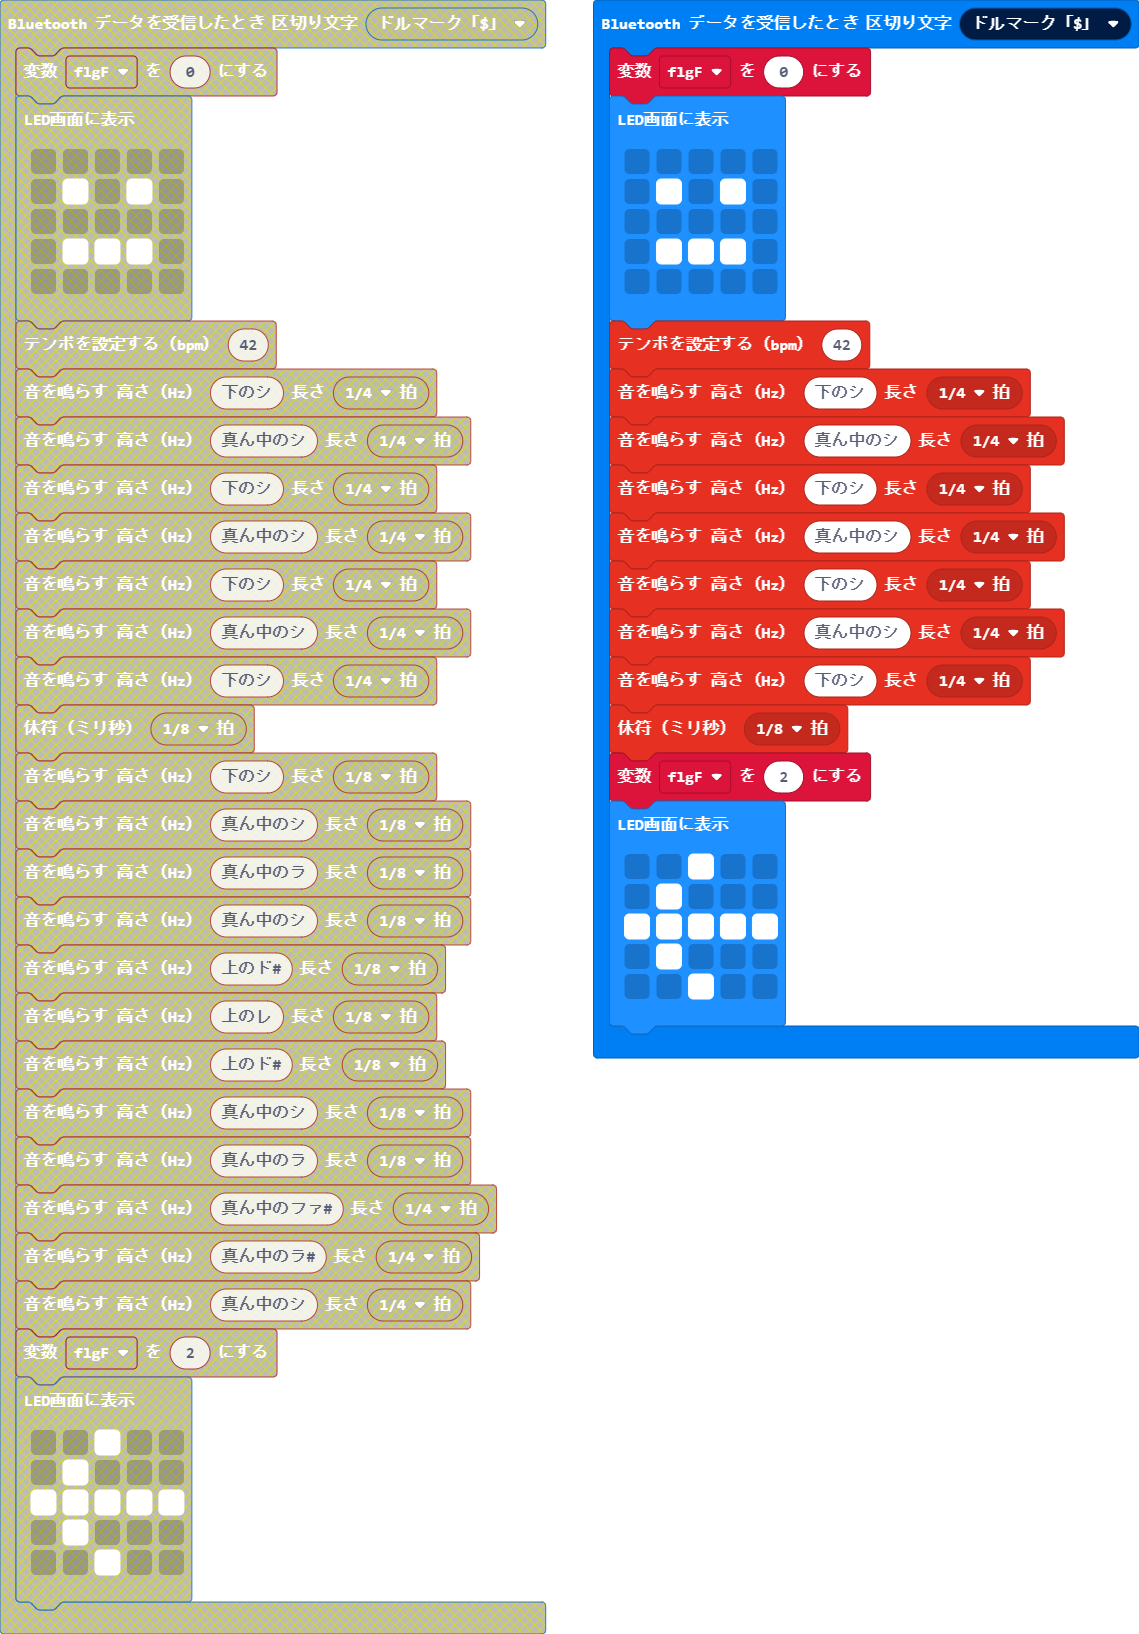 Bluetooth データを受信したとき 区切り文字 ドルマーク「$」
変数 flgF を 0 にする
LED画面に表示
テンポを設定する（bpm） 42
音を鳴らす 高さ（Hz） 下のシ 長さ 1/4 拍
音を鳴らす 高さ（Hz） 真ん中のシ 長さ 1/4 拍
音を鳴らす 高さ（Hz） 下のシ 長さ 1/4 拍
音を鳴らす 高さ（Hz） 真ん中のシ 長さ 1/4 拍
音を鳴らす 高さ（Hz） 下のシ 長さ 1/4 拍
音を鳴らす 高さ（Hz） 真ん中のシ 長さ 1/4 拍
音を鳴らす 高さ（Hz） 下のシ 長さ 1/4 拍
休符（ミリ秒） 1/8 拍
音を鳴らす 高さ（Hz） 下のシ 長さ 1/8 拍
音を鳴らす 高さ（Hz） 真ん中のシ 長さ 1/8 拍
音を鳴らす 高さ（Hz） 真ん中のラ 長さ 1/8 拍
音を鳴らす 高さ（Hz） 真ん中のシ 長さ 1/8 拍
音を鳴らす 高さ（Hz） 上のド# 長さ 1/8 拍
音を鳴らす 高さ（Hz） 上のレ 長さ 1/8 拍
音を鳴らす 高さ（Hz） 上のド# 長さ 1/8 拍
音を鳴らす 高さ（Hz） 真ん中のシ 長さ 1/8 拍
音を鳴らす 高さ（Hz） 真ん中のラ 長さ 1/8 拍
音を鳴らす 高さ（Hz） 真ん中のファ# 長さ 1/4 拍
音を鳴らす 高さ（Hz） 真ん中のラ# 長さ 1/4 拍
音を鳴らす 高さ（Hz） 真ん中のシ 長さ 1/4 拍
変数 flgF を 2 にする
LED画面に表示
Bluetooth データを受信したとき 区切り文字 ドルマーク「$」
変数 flgF を 0 にする
LED画面に表示
テンポを設定する（bpm） 42
音を鳴らす 高さ（Hz） 下のシ 長さ 1/4 拍
音を鳴らす 高さ（Hz） 真ん中のシ 長さ 1/4 拍
音を鳴らす 高さ（Hz） 下のシ 長さ 1/4 拍
音を鳴らす 高さ（Hz） 真ん中のシ 長さ 1/4 拍
音を鳴らす 高さ（Hz） 下のシ 長さ 1/4 拍
音を鳴らす 高さ（Hz） 真ん中のシ 長さ 1/4 拍
音を鳴らす 高さ（Hz） 下のシ 長さ 1/4 拍
休符（ミリ秒） 1/8 拍
変数 flgF を 2 にする
LED画面に表示